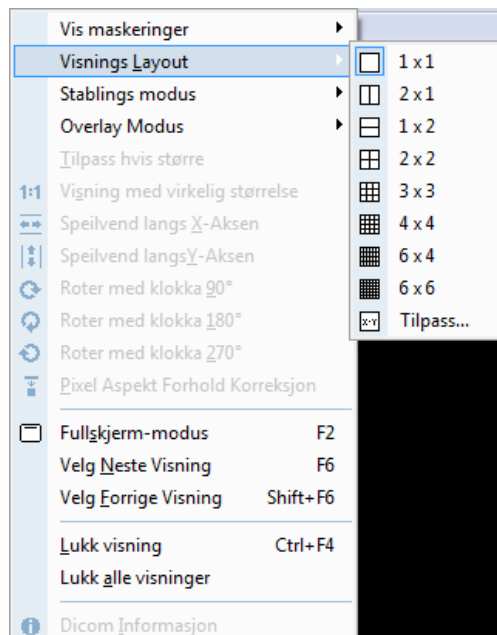 Vis maskeringer
Visnings Layout
Stablings modus
Overlay Modus
Tilpass hvis større
1:1 Visning med virkelig størrelse
Speilvend langs X-Aksen
Speilvend langsY-Aksen
Roter med klokka 90°
Roter med klokka 180°
Roter med klokka 270°
Pixel Aspekt Forhold Korreksjon
Fullskjerm-modus F2
Velg Neste Visning F6
Velg Forrige Visning Shift+F6
Lukk visning Ctrl+F4
Lukk alle visninger
Dicom Informasjon
1 x 1
2 x 1
1 x 2
2 x 2
3 x 3
4 x 4
6 x 4
6 x 6
X-Y Tilpass...